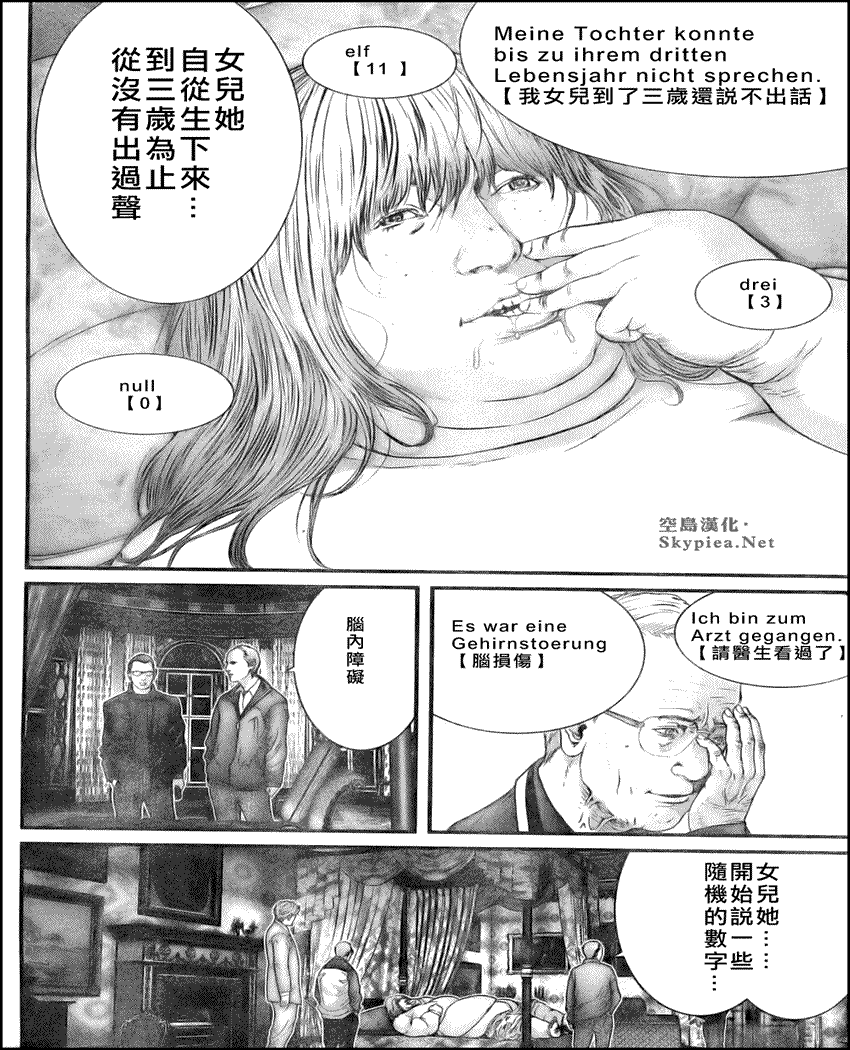 Meine Tochter konnte
bis zu ihrem dritten
Lebensjahr nicht sprechen.
【我女兒到了三歲還説不出話】
elf
【11 】
女兒她
自從生下來…
到三歲為止
從沒有出過聲
drei
【3】
null
【0】
空島漢化·
Skypiea.Net
Ich bin zum
Arzt gegangen.
【請醫生看過了】
Es war eine
Gehirnstoerung
【腦損傷】
腦內障礙
女兒她……
開始説一些
隨機的數字…